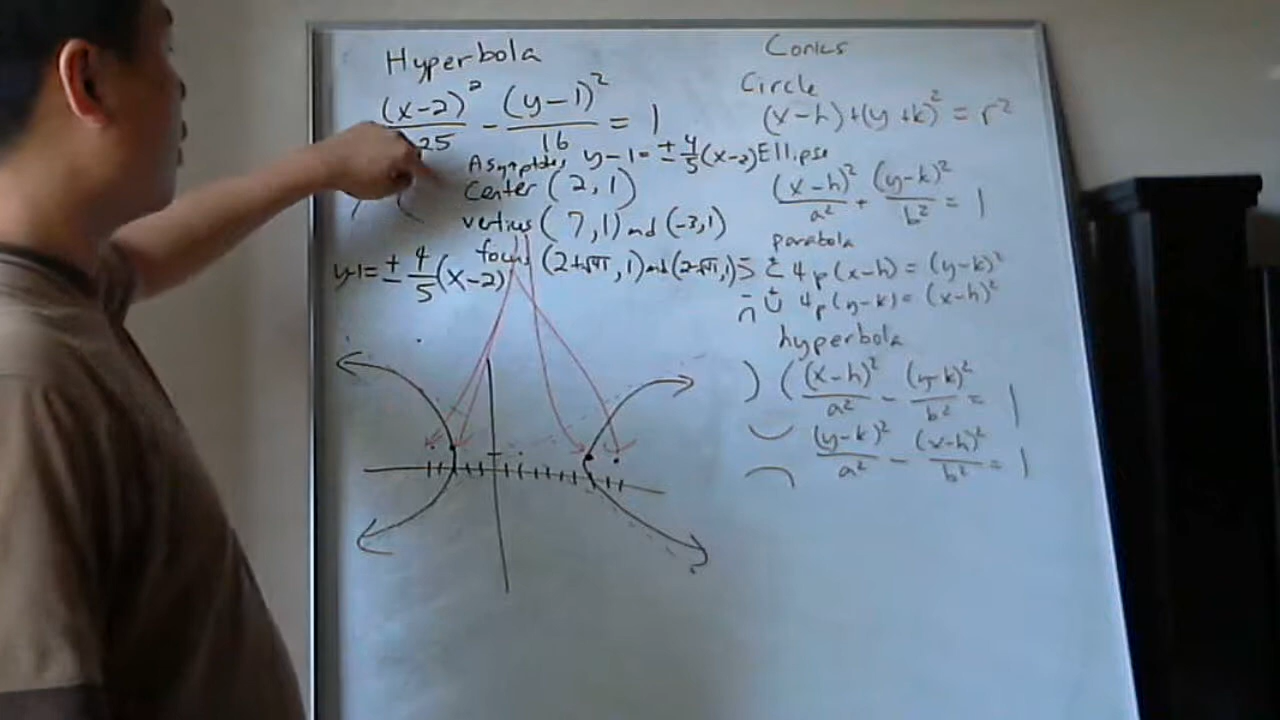 Hyperbola
(x-2)²/25 - (y-1)²/16 = 1
Asymptotes y-1 = ± 4/5 (x-2)
Center (2,1)
vertices (7,1) and (-3,1)
foci (2+√41, 1) and (2-√41, 1)
y-1 = ± 4/5 (x-2)
Conics
Circle
(x-h)+(y+k)² = r²
Ellipse
(x-h)²/a² + (y-k)²/b² = 1
parabola
4p(x-h) = (y-k)²
4p(y-k) = (x-h)²
hyperbola
(x-h)²/a² - (y-k)²/b² = 1
(y-k)²/a² - (x-h)²/b² = 1